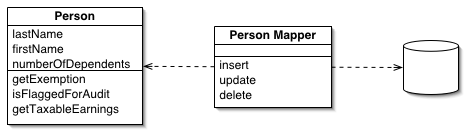 Person
lastName
firstName
numberOfDependents
getExemption
isFlaggedForAudit
getTaxableEarnings
Person Mapper
insert
update
delete